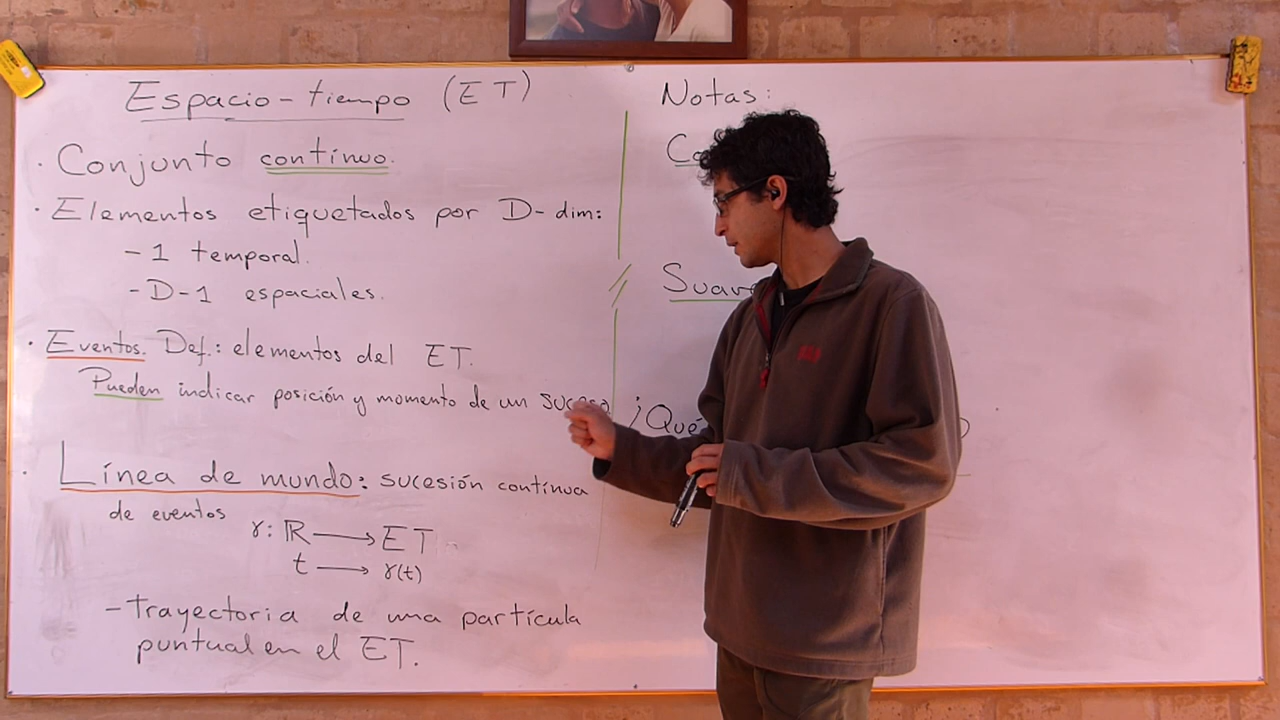 Espacio-tiempo (ET)
· Conjunto contínuo.
· Elementos etiquetados por D-dim:
- 1 temporal.
- D-1 espaciales.
· Eventos. Def.: elementos del ET.
Pueden indicar posición y momento de un suceso
· Línea de mundo: sucesión contínua
de eventos
γ: ℝ ⟶ ET
t ⟶ γ(t)
- Trayectoria de una partícula
puntual en el ET.
Notas:
¿Qué